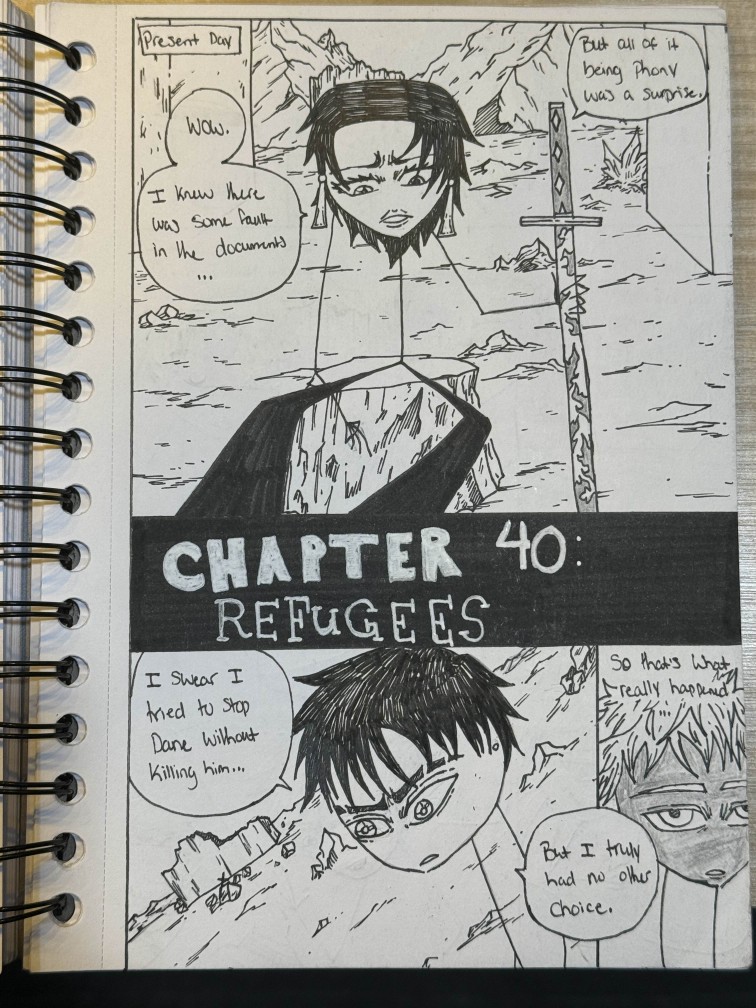 Present Day
Wow.
I knew there
was some fault
in the documents
...
But all of it
being Phony
was a surprise.
CHAPTER 40:
REFUGEES
I swear I
tried to stop
Dane without
killing him...
But I truly
had no other
choice.
So that's what
really happened
...